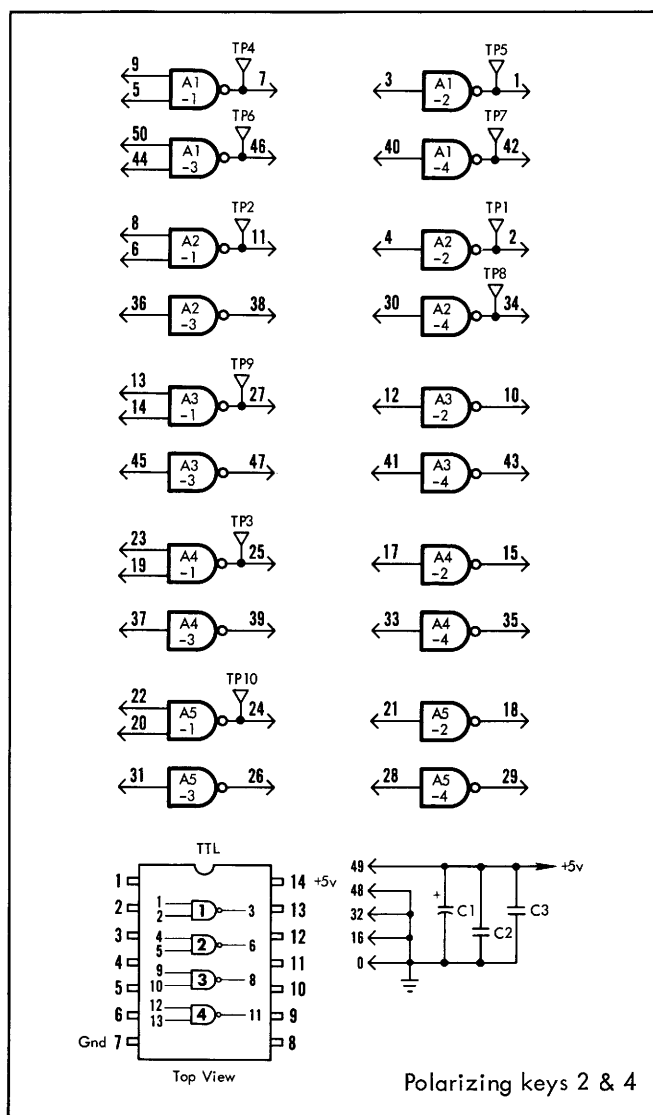 TP4 TP5
9 7 3 1
A1 A1
5 -1 -2
TP6 TP7
50 46 40 42
A1 A1
44 -3 -4
TP2 TP1
8 11 4 2
A2 A2
6 -1 -2
TP8
36 38 30 34
A2 A2
-3 -4
TP9
13 27 12 10
A3 A3
14 -1 -2
45 47 41 43
A3 A3
-3 -4
TP3
23 25 17 15
A4 A4
19 -1 -2
37 39 33 35
A4 A4
-3 -4
TP10
22 24 21 18
A5 A5
20 -1 -2
31 26 28 29
A5 A5
-3 -4
TTL
1 14 +5v
2 13
3 12
4 11
5 10
6 9
Gnd 7 8
1 2 1 3
4 5 2 6
9 10 3 8
12 13 4 11
Top View
49 +5v
48
32
16
0
+ C1 C2 C3
Polarizing keys 2 & 4